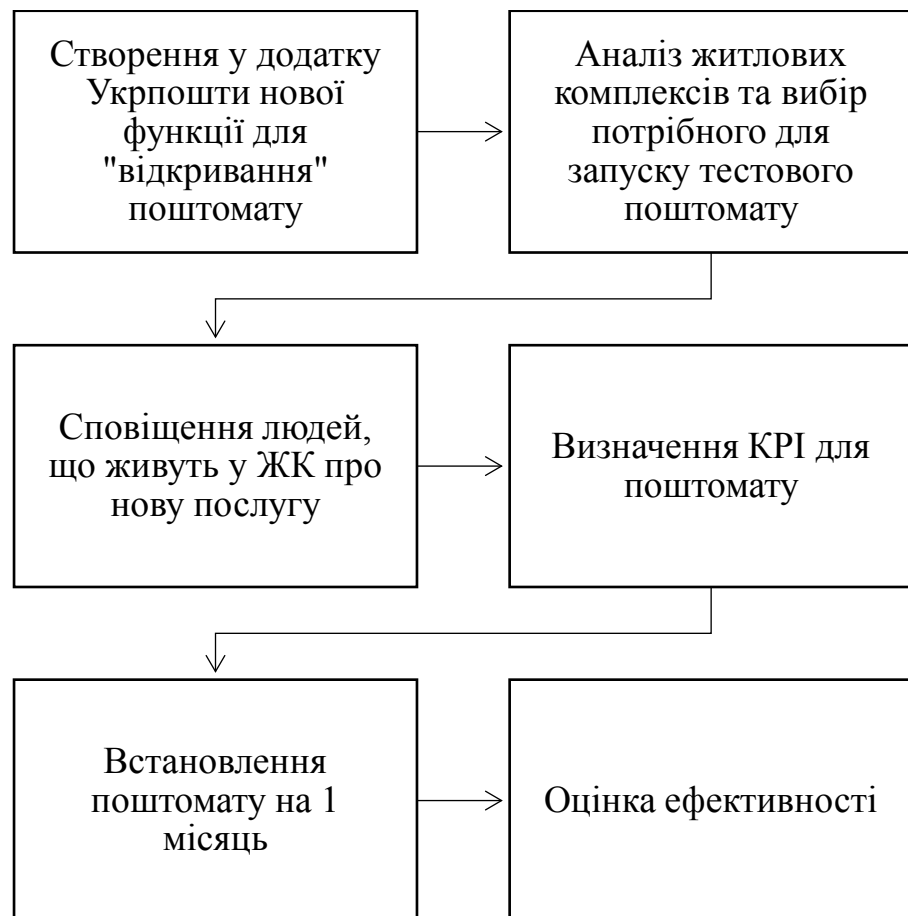 Створення у додатку
Укрпошти нової
функції для
"відкривання"
поштомату
Аналіз житлових
комплексів та вибір
потрібного для
запуску тестового
поштомату
Сповіщення людей,
що живуть у ЖК про
нову послугу
Визначення КРІ для
поштомату
Встановлення
поштомату на 1
місяць
Оцінка ефективності